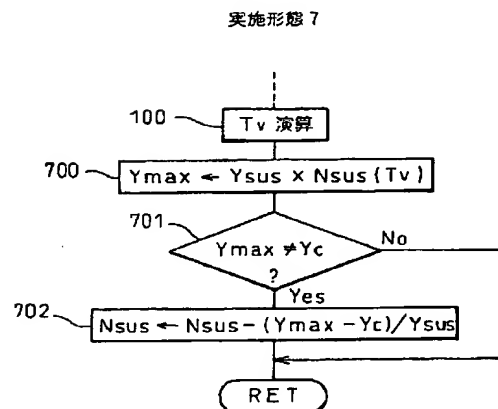 実施形態7
100
Tv 演算
700
Ymax ← Ysus × Nsus(Tv)
701
Ymax ≠Yc
?
No
Yes
702
Nsus ← Nsus-(Ymax-Yc)/Ysus
RET